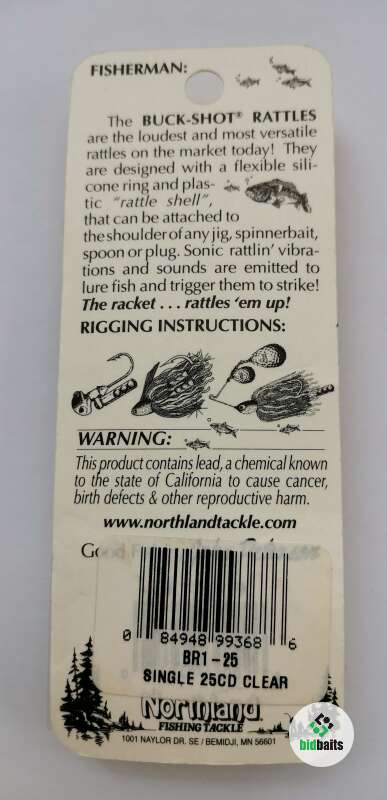 FISHERMAN:
The BUCK-SHOT® RATTLES
are the loudest and most versatile
rattles on the market today! They
are designed with a flexible sili-
cone ring and plas-
tic "rattle shell",
that can be attached to
the shoulder of any jig, spinnerbait,
spoon or plug. Sonic rattlin' vibra-
tions and sounds are emitted to
lure fish and trigger them to strike!
The racket . . . rattles 'em up!
RIGGING INSTRUCTIONS:
WARNING:
This product contains lead, a chemical known
to the state of California to cause cancer,
birth defects & other reproductive harm.
www.northlandtackle.com
0 84948 99368 6
BR1-25
SINGLE 25CD CLEAR
Northland
FISHING TACKLE
1001 NAYLOR DR. SE / BEMIDJI, MN 56601
bidbaits